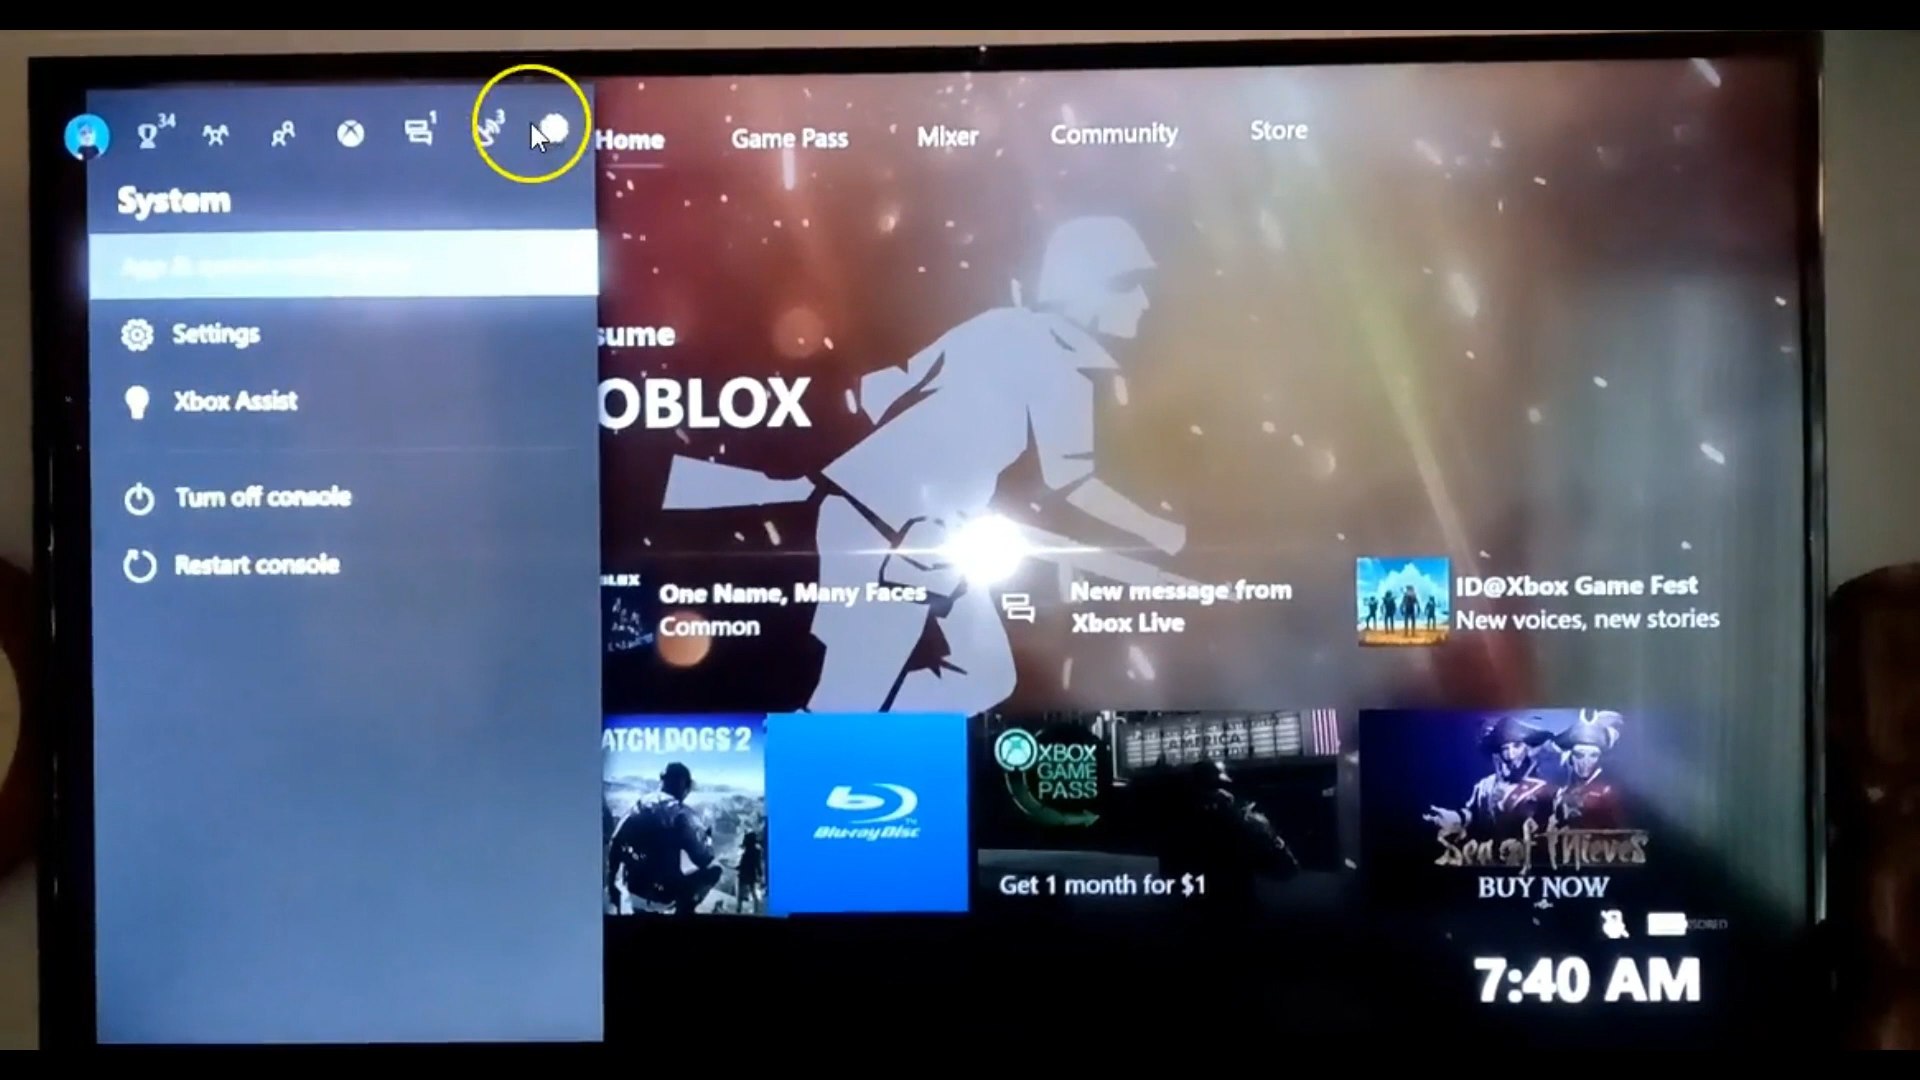 34
1
3
Home
Game Pass
Mixer
Community
Store
System
Settings
Xbox Assist
Turn off console
Restart console
sume
OBLOX
One Name, Many Faces
Common
New message from
Xbox Live
ID@Xbox Game Fest
New voices, new stories
ATCH DOGS 2
Blu-ray Disc
XBOX
GAME
PASS
AMERICA
Get 1 month for $1
Sea of Thieves
BUY NOW
7:40 AM